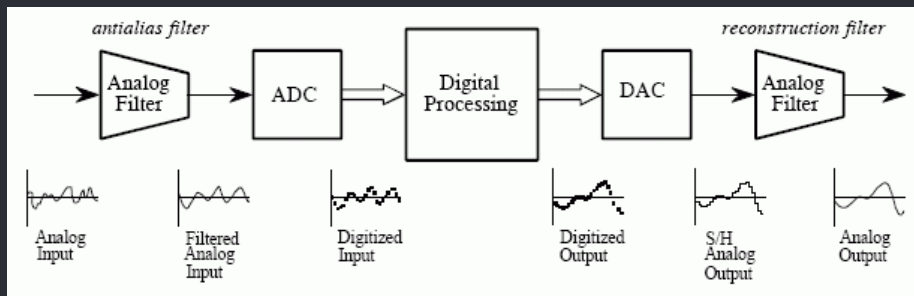 antialias filter
reconstruction filter
Analog
Filter
ADC
Digital
Processing
DAC
Analog
Filter
Analog
Input
Filtered
Analog
Input
Digitized
Input
Digitized
Output
S/H
Analog
Output
Analog
Output